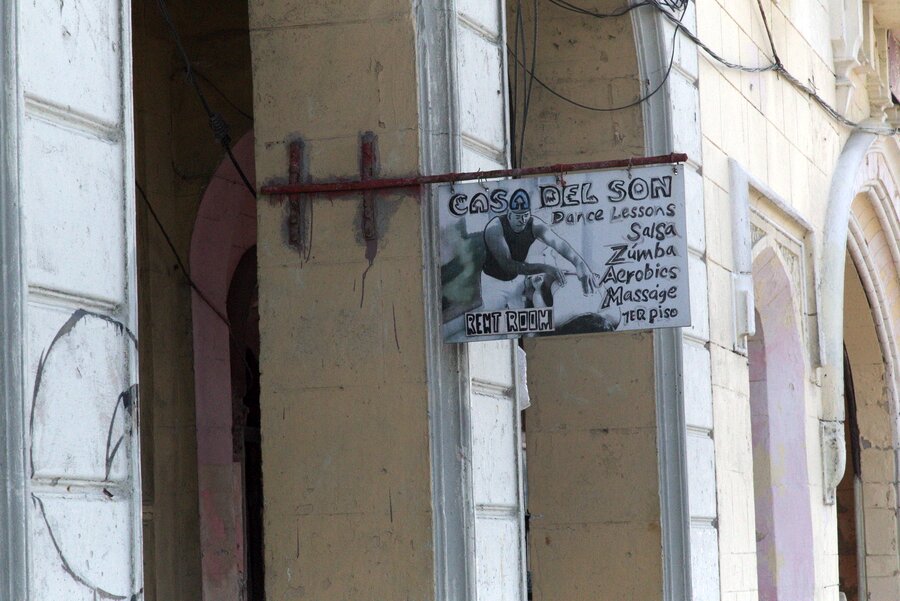 CASA DEL SON
Dance Lessons
Salsa
Zúmba
Aerobics
Massage
RENT ROOM
1ER piso